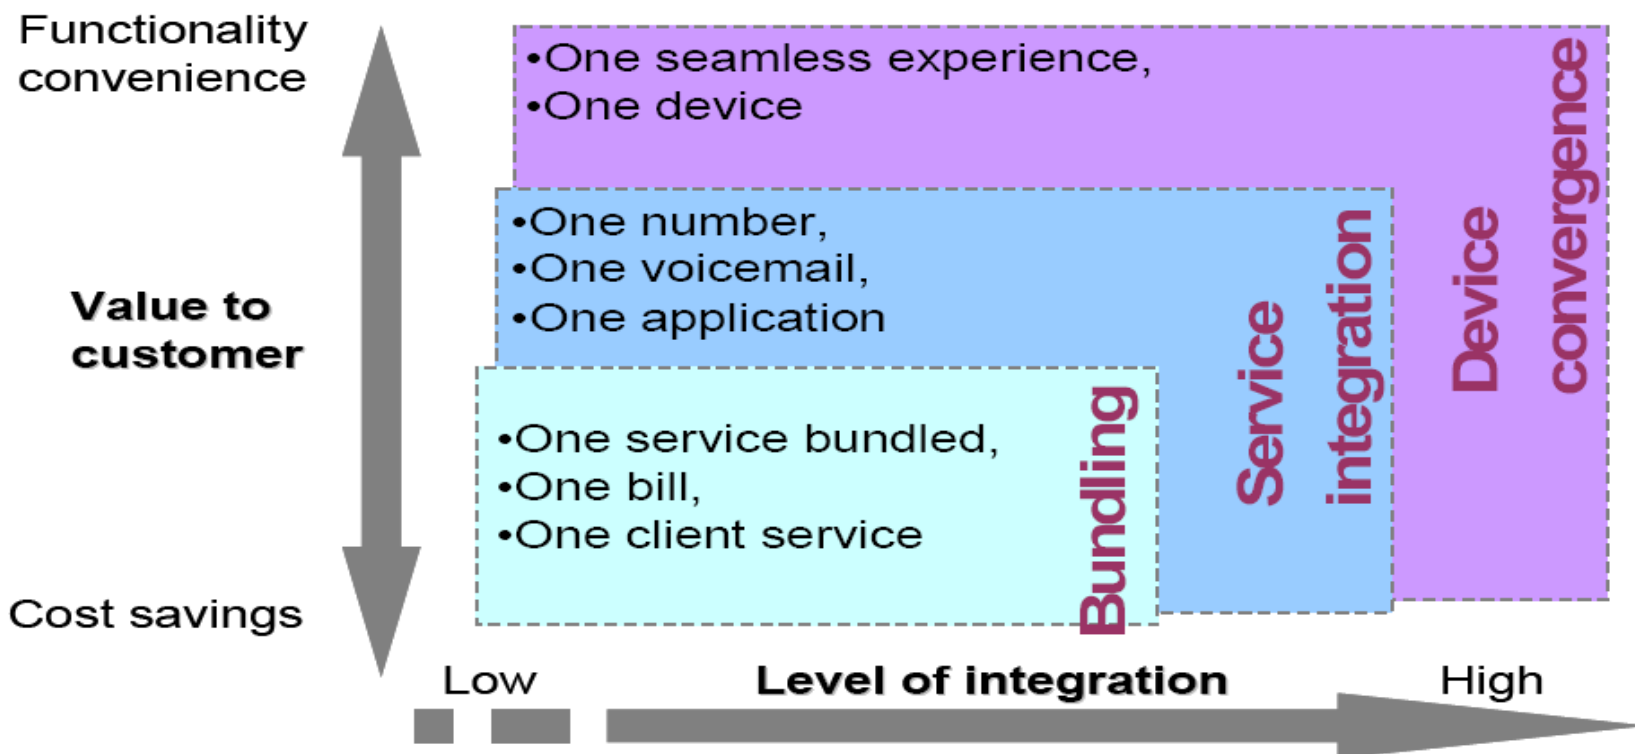 Functionality
convenience
•One seamless experience,
•One device
Device
convergence
•One number,
•One voicemail,
•One application
Service
integration
Value to
customer
•One service bundled,
•One bill,
•One client service
Bundling
Cost savings
Low
Level of integration
High